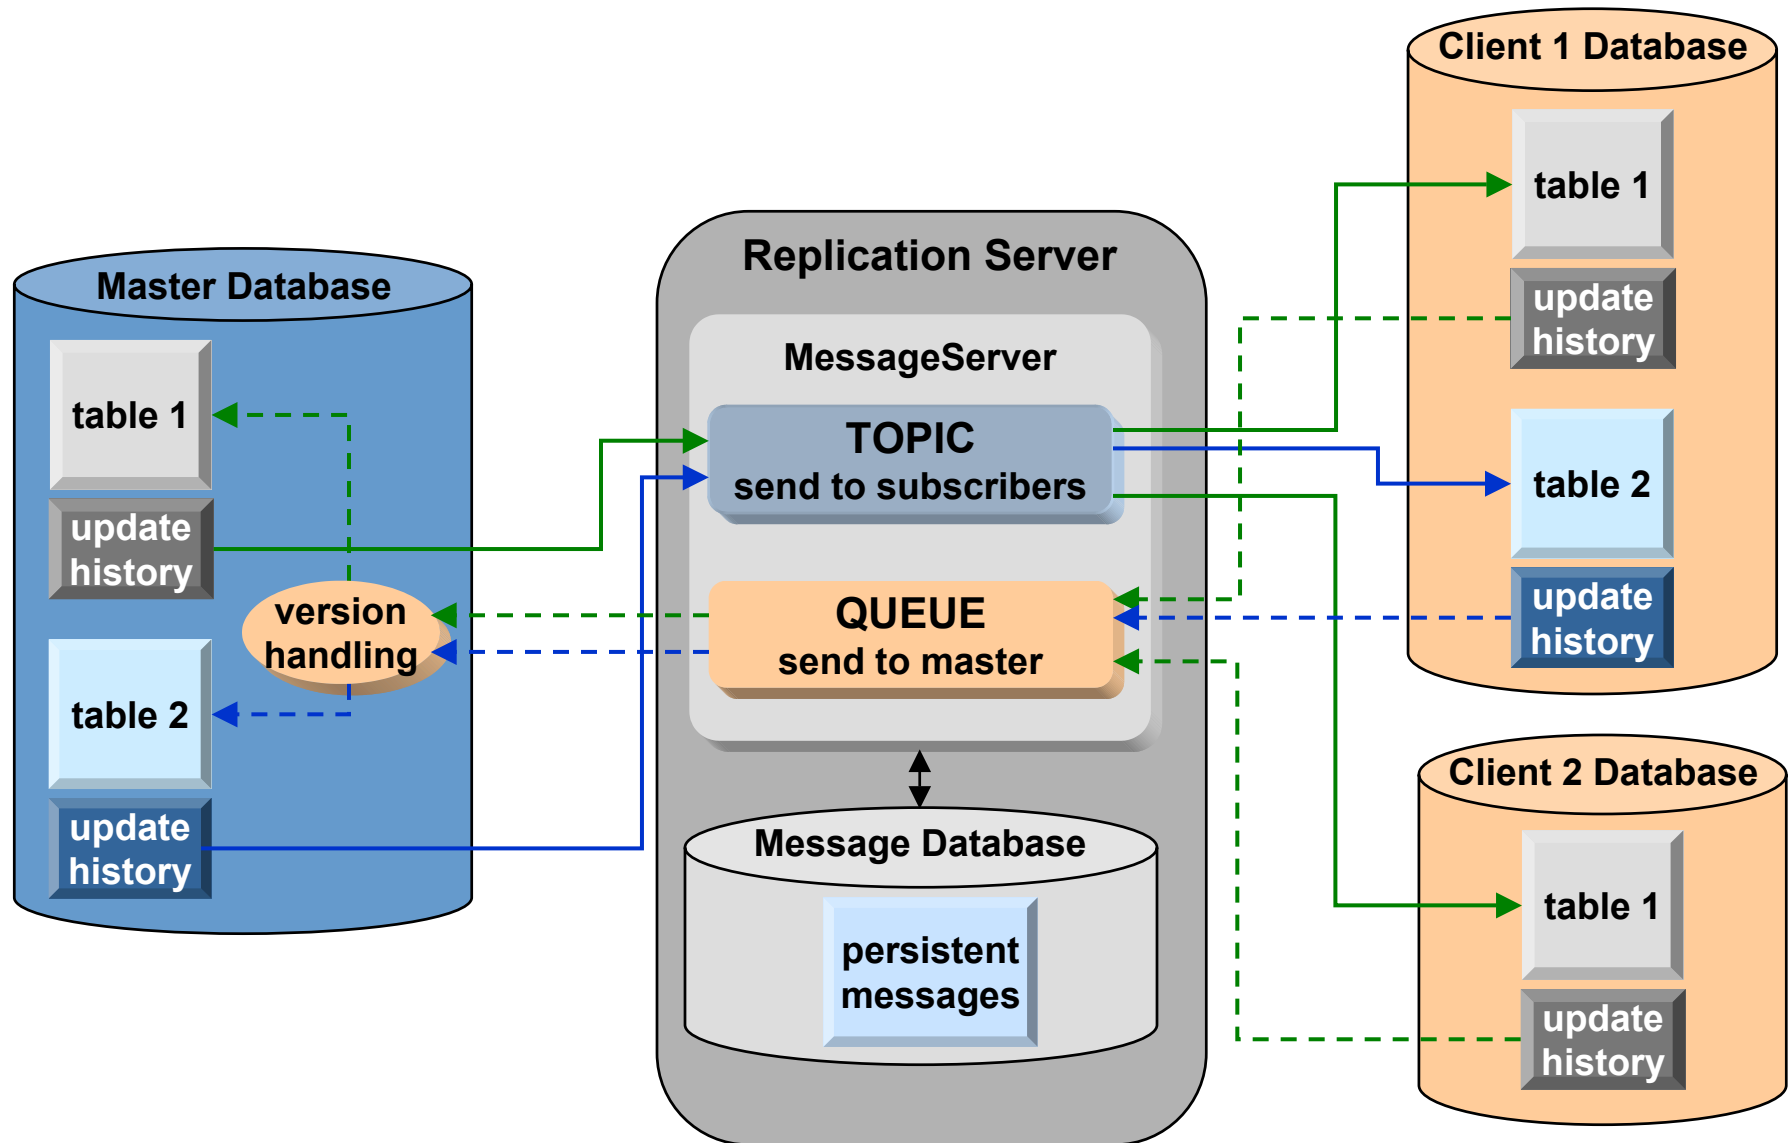 Master Database
table 1
update
history
version
handling
table 2
update
history
Replication Server
MessageServer
TOPIC
send to subscribers
QUEUE
send to master
Message Database
persistent
messages
Client 1 Database
table 1
update
history
table 2
update
history
Client 2 Database
table 1
update
history